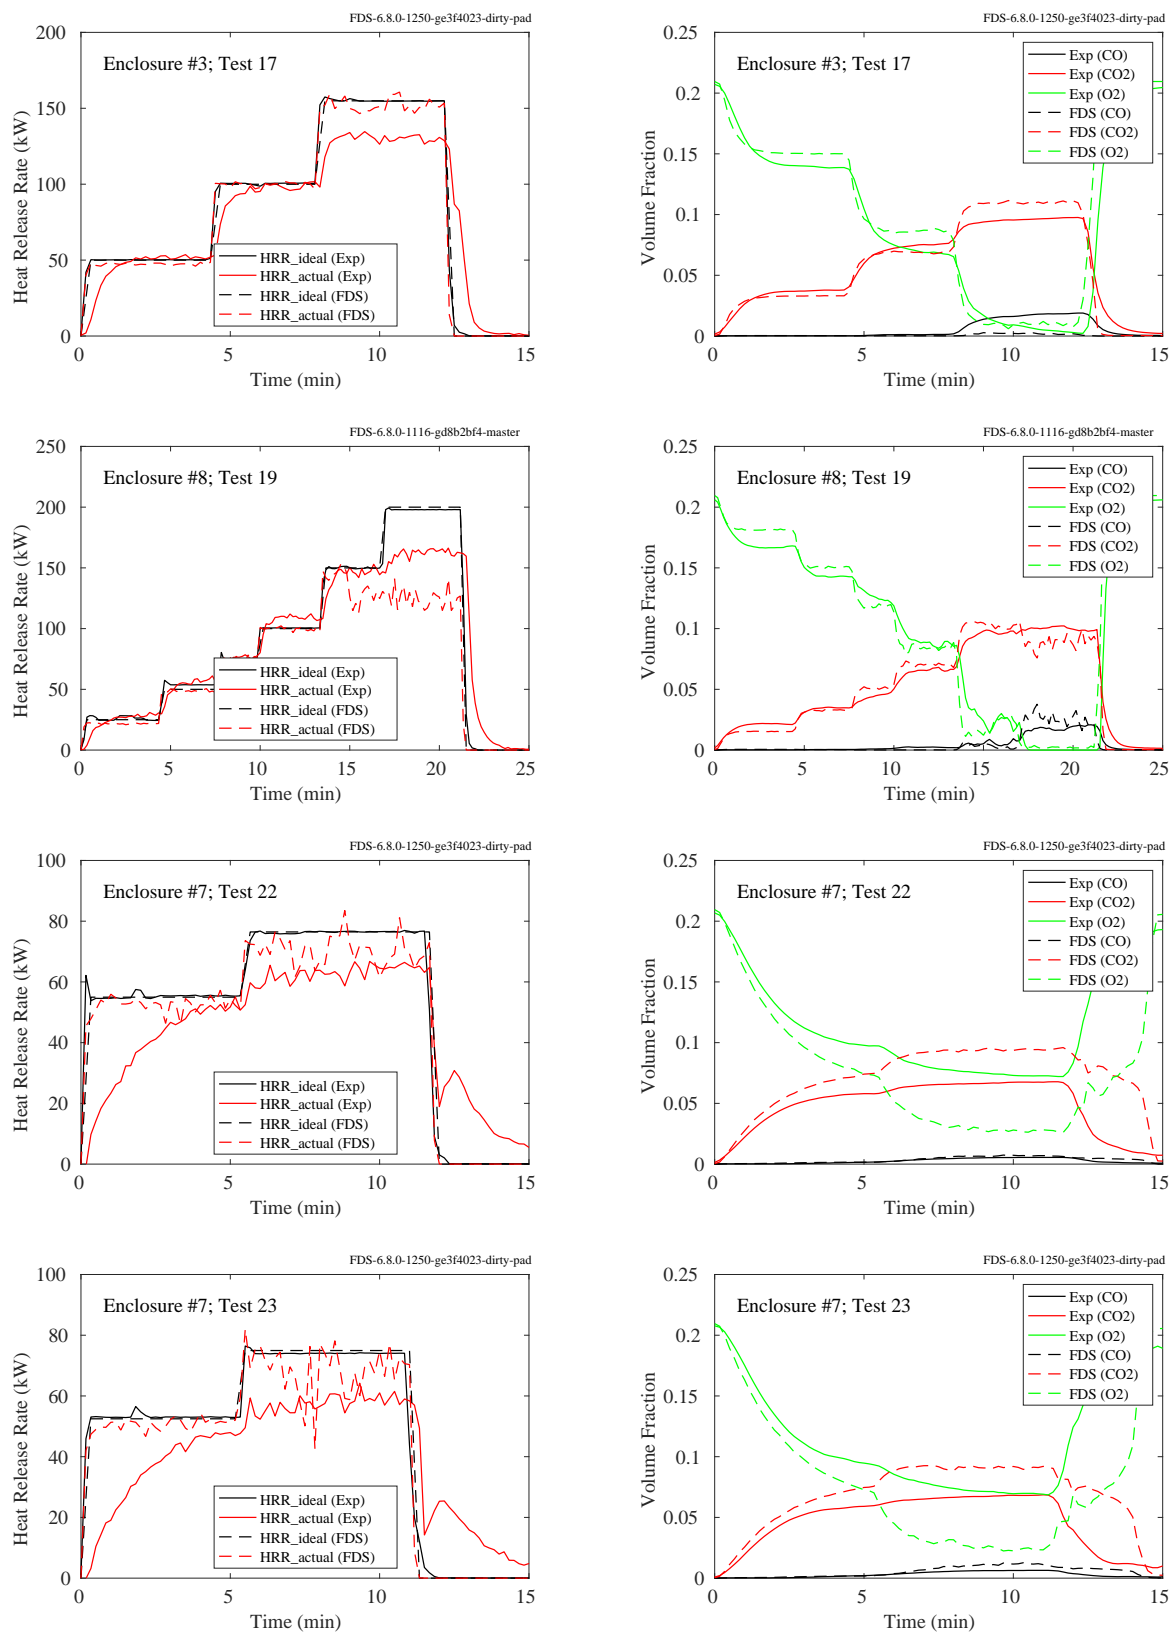 FDS-6.8.0-1250-ge3f4023-dirty-pad
Enclosure #3; Test 17
Heat Release Rate (kW)
200
150
100
50
0
HRR_ideal (Exp)
HRR_actual (Exp)
HRR_ideal (FDS)
HRR_actual (FDS)
0 5 10 15
Time (min)
FDS-6.8.0-1250-ge3f4023-dirty-pad
Enclosure #3; Test 17
Volume Fraction
0.25
0.2
0.15
0.1
0.05
0
Exp (CO)
Exp (CO2)
Exp (O2)
FDS (CO)
FDS (CO2)
FDS (O2)
0 5 10 15
Time (min)
FDS-6.8.0-1116-gd8b2bf4-master
Enclosure #8; Test 19
Heat Release Rate (kW)
250
200
150
100
50
0
HRR_ideal (Exp)
HRR_actual (Exp)
HRR_ideal (FDS)
HRR_actual (FDS)
0 5 10 15 20 25
Time (min)
FDS-6.8.0-1116-gd8b2bf4-master
Enclosure #8; Test 19
Volume Fraction
0.25
0.2
0.15
0.1
0.05
0
Exp (CO)
Exp (CO2)
Exp (O2)
FDS (CO)
FDS (CO2)
FDS (O2)
0 5 10 15 20 25
Time (min)
FDS-6.8.0-1250-ge3f4023-dirty-pad
Enclosure #7; Test 22
Heat Release Rate (kW)
100
80
60
40
20
0
HRR_ideal (Exp)
HRR_actual (Exp)
HRR_ideal (FDS)
HRR_actual (FDS)
0 5 10 15
Time (min)
FDS-6.8.0-1250-ge3f4023-dirty-pad
Enclosure #7; Test 22
Volume Fraction
0.25
0.2
0.15
0.1
0.05
0
Exp (CO)
Exp (CO2)
Exp (O2)
FDS (CO)
FDS (CO2)
FDS (O2)
0 5 10 15
Time (min)
FDS-6.8.0-1250-ge3f4023-dirty-pad
Enclosure #7; Test 23
Heat Release Rate (kW)
100
80
60
40
20
0
HRR_ideal (Exp)
HRR_actual (Exp)
HRR_ideal (FDS)
HRR_actual (FDS)
0 5 10 15
Time (min)
FDS-6.8.0-1250-ge3f4023-dirty-pad
Enclosure #7; Test 23
Volume Fraction
0.25
0.2
0.15
0.1
0.05
0
Exp (CO)
Exp (CO2)
Exp (O2)
FDS (CO)
FDS (CO2)
FDS (O2)
0 5 10 15
Time (min)